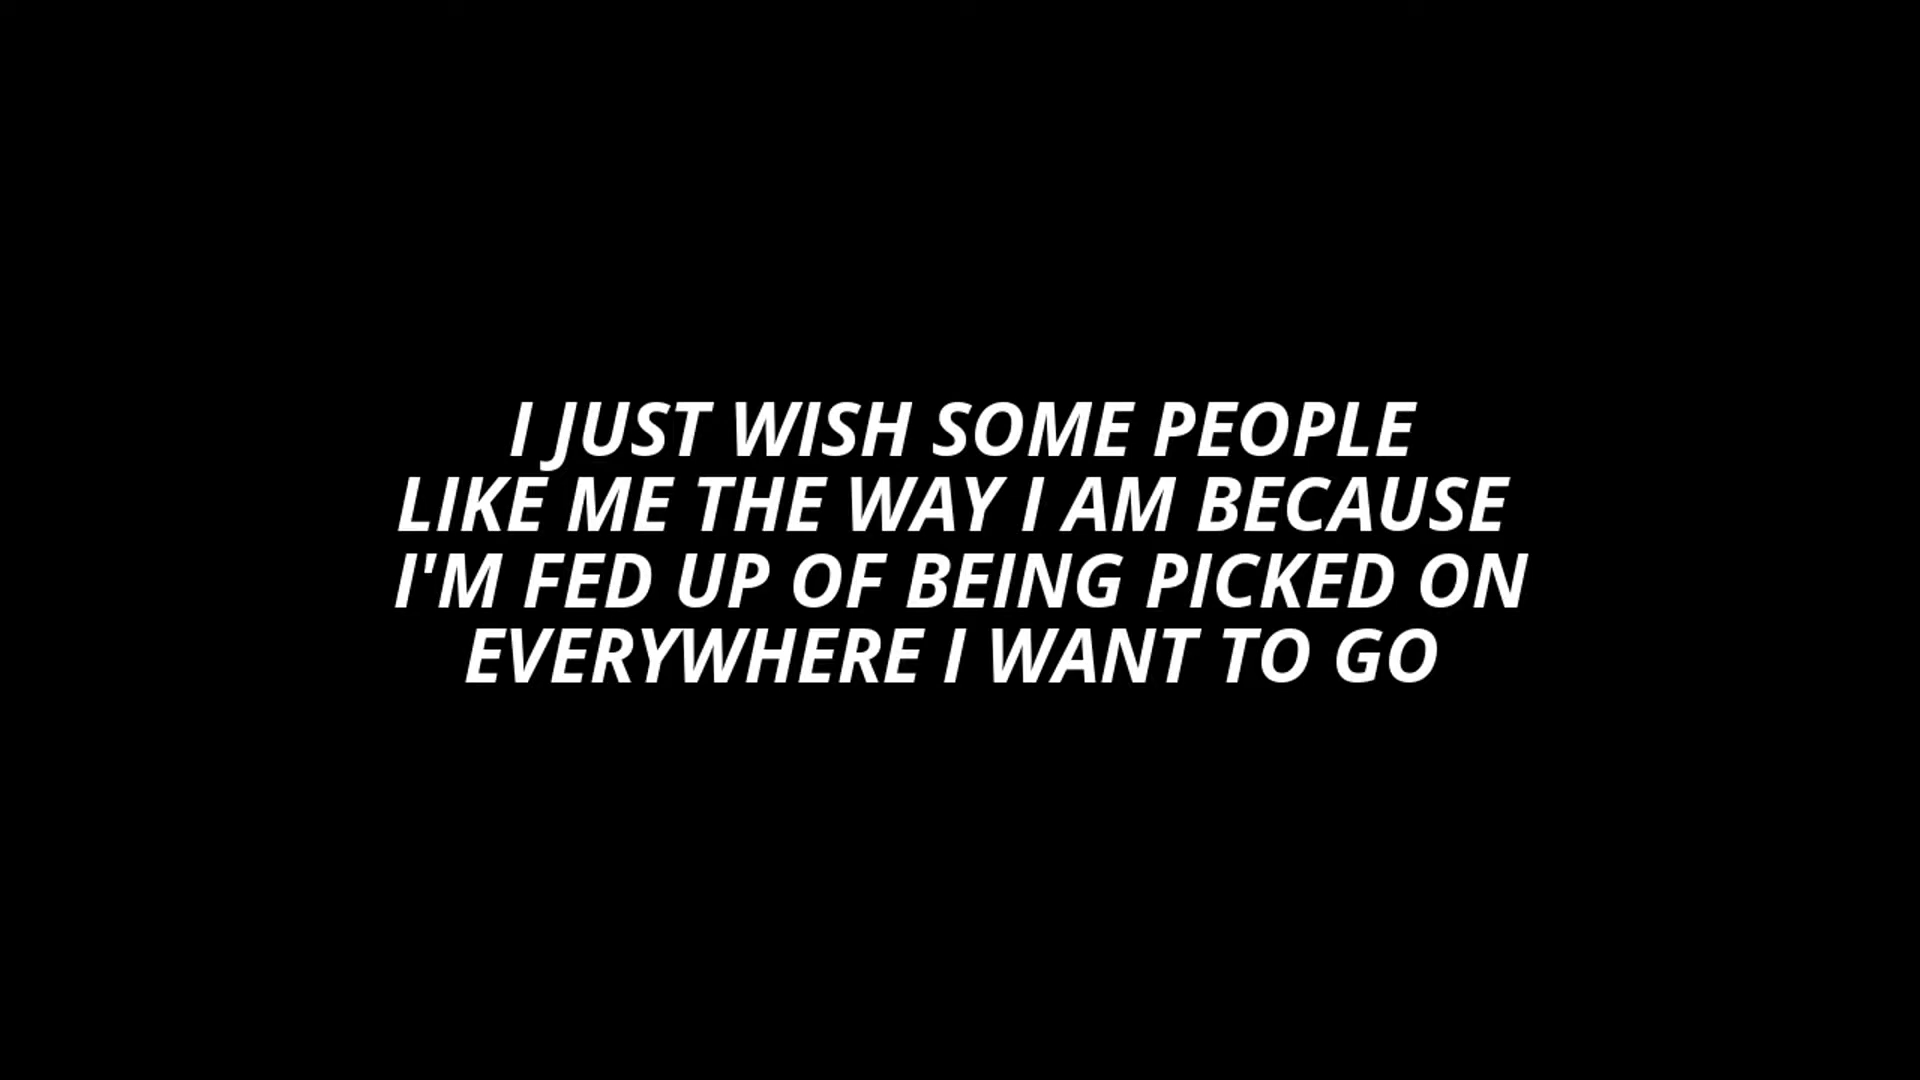 I JUST WISH SOME PEOPLE
LIKE ME THE WAY I AM BECAUSE
I'M FED UP OF BEING PICKED ON
EVERYWHERE I WANT TO GO